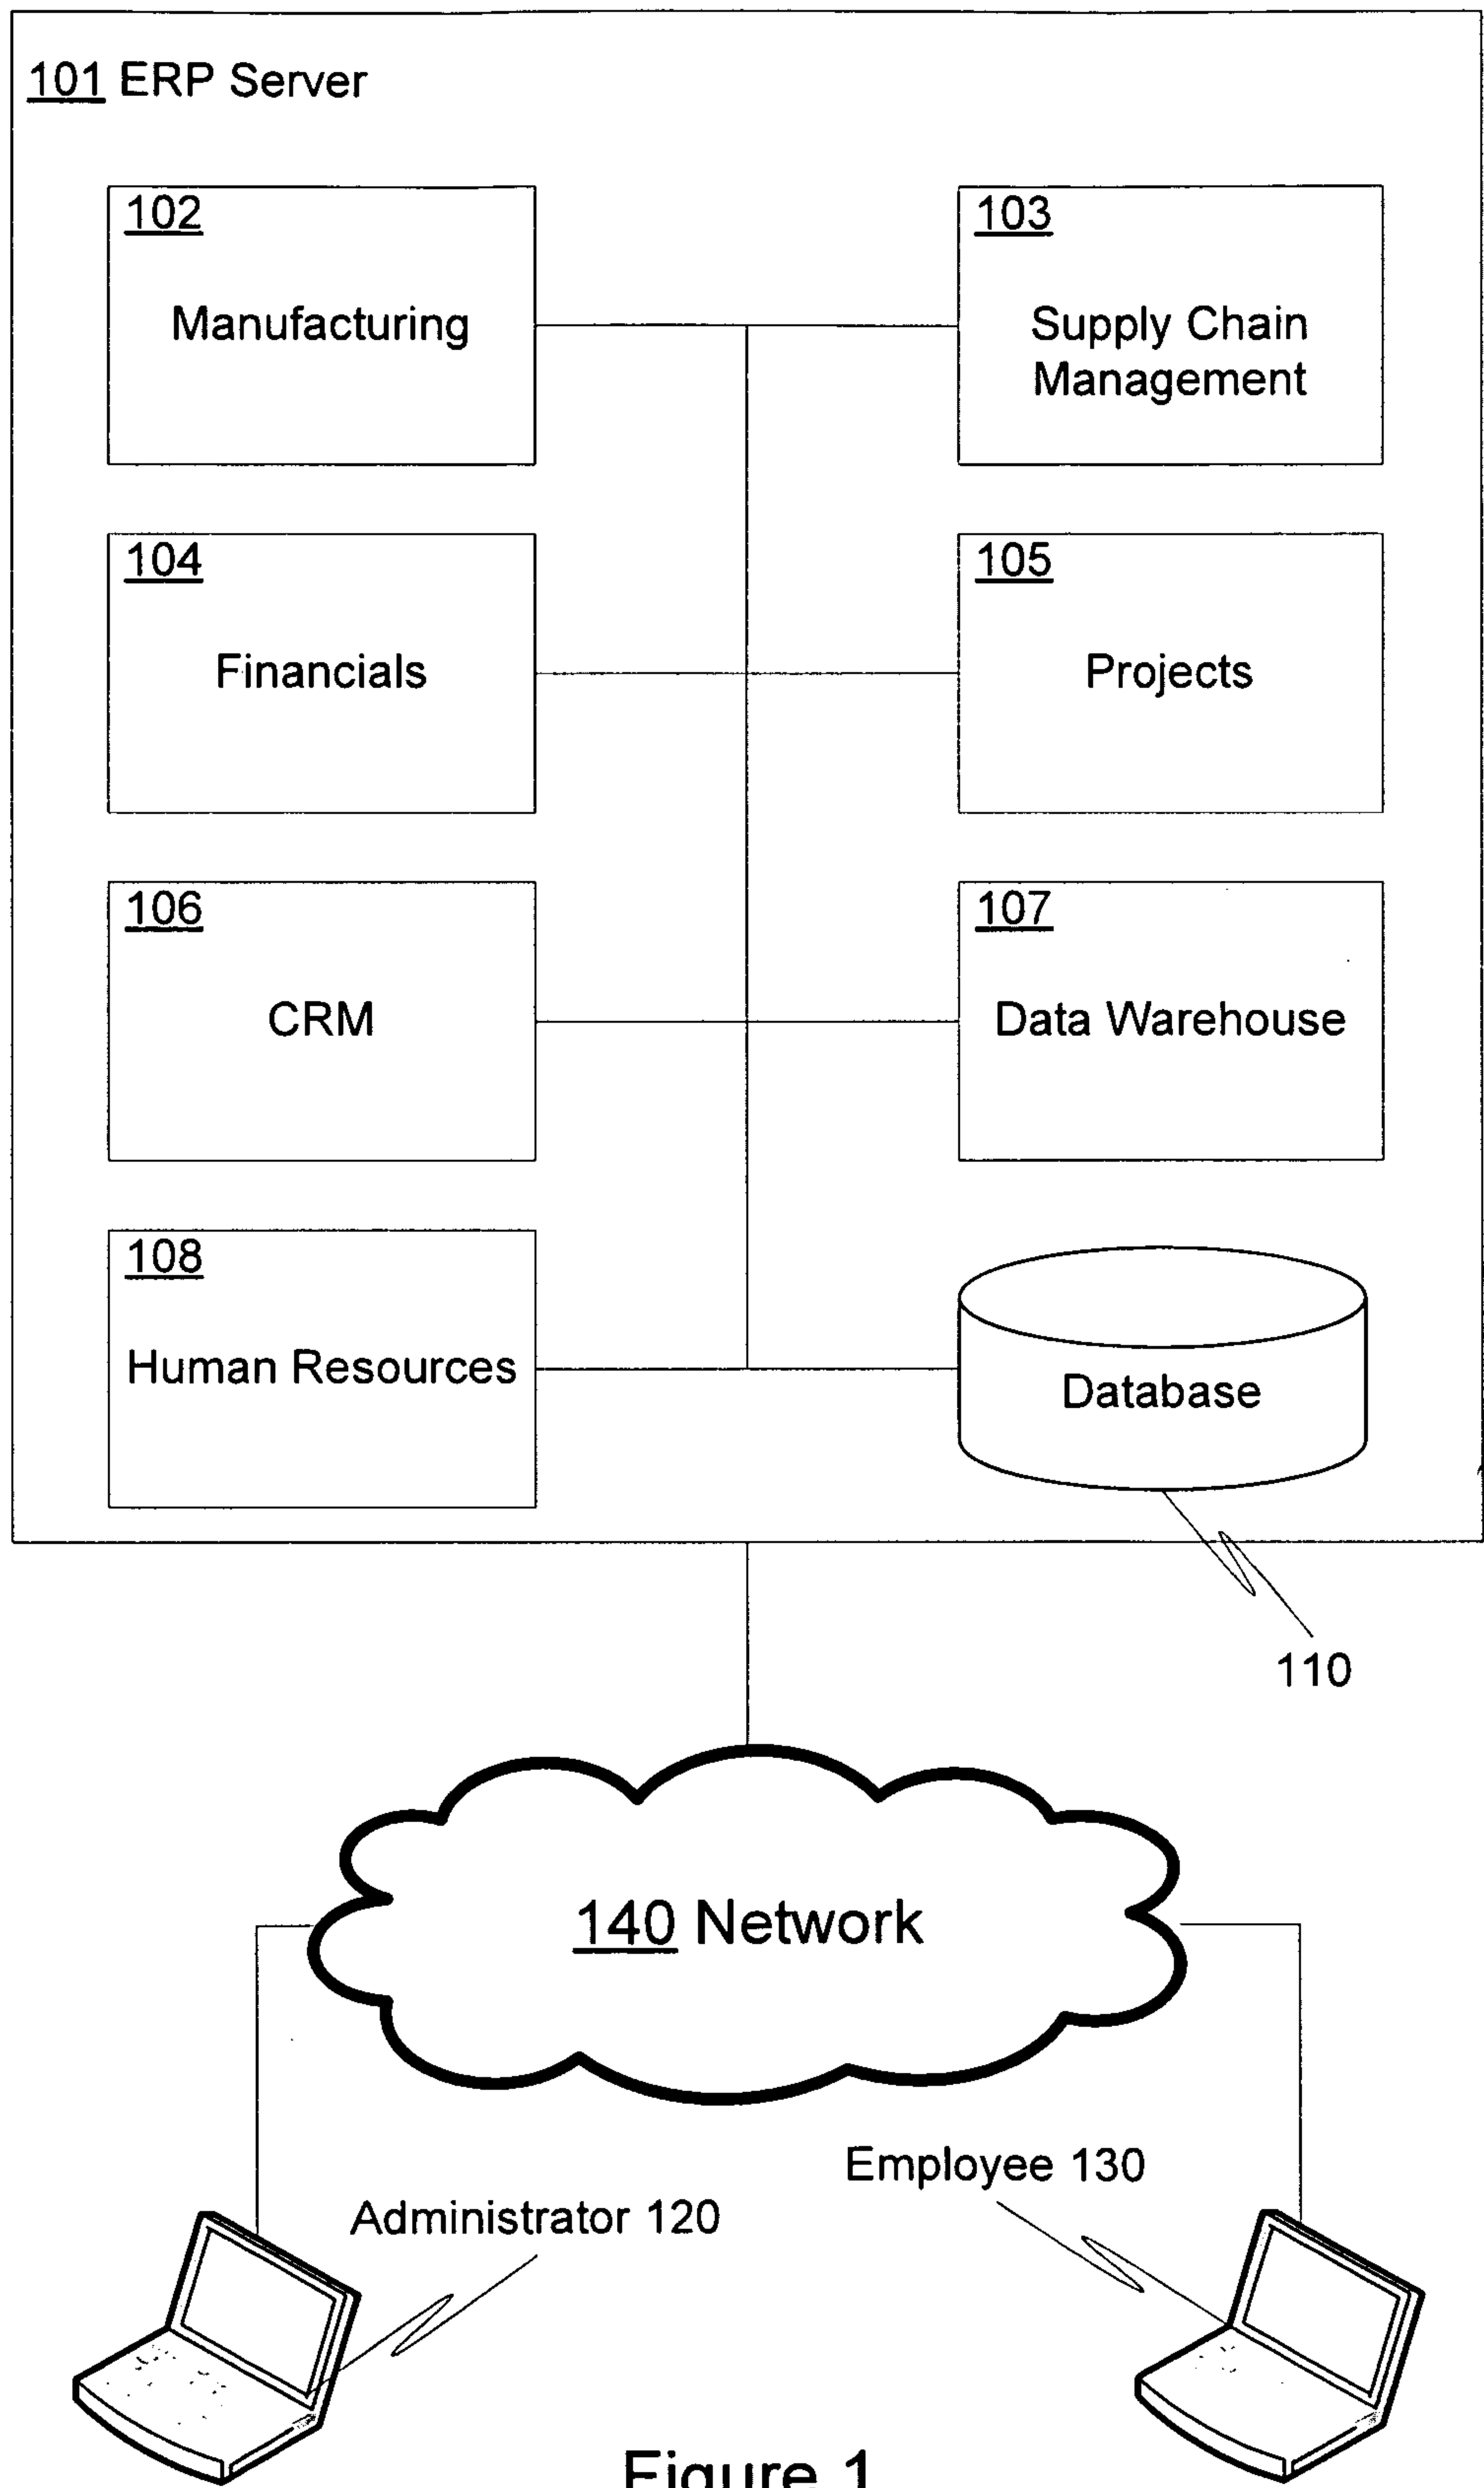 101 ERP Server
102
Manufacturing
103
Supply Chain
Management
104
Financials
105
Projects
106
CRM
107
Data Warehouse
108
Human Resources
Database
110
140 Network
Employee 130
Administrator 120
Figure 1